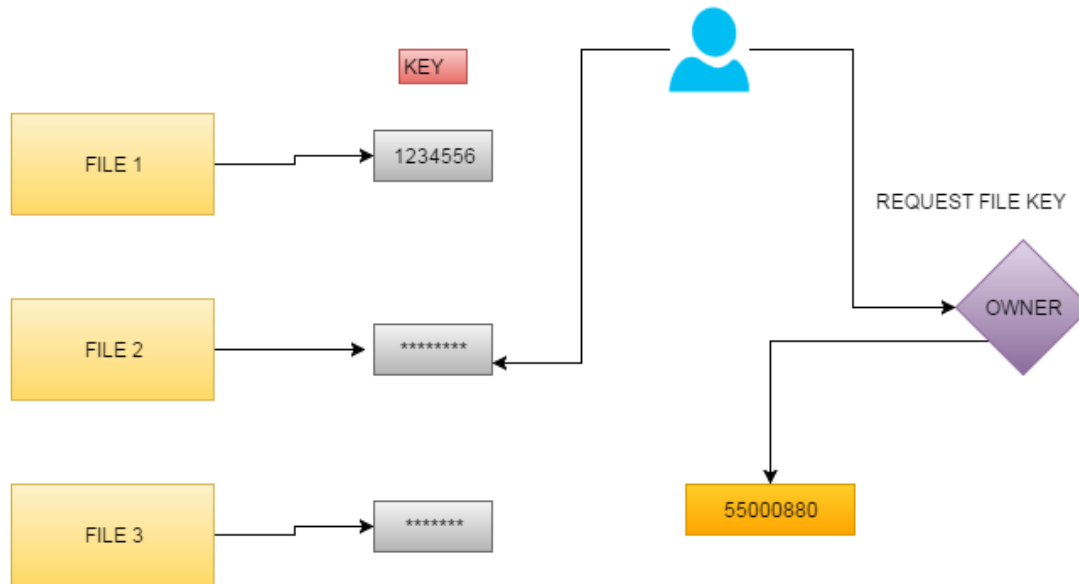 KEY
FILE 1
1234556
REQUEST FILE KEY
OWNER
FILE 2
********
55000880
FILE 3
*******